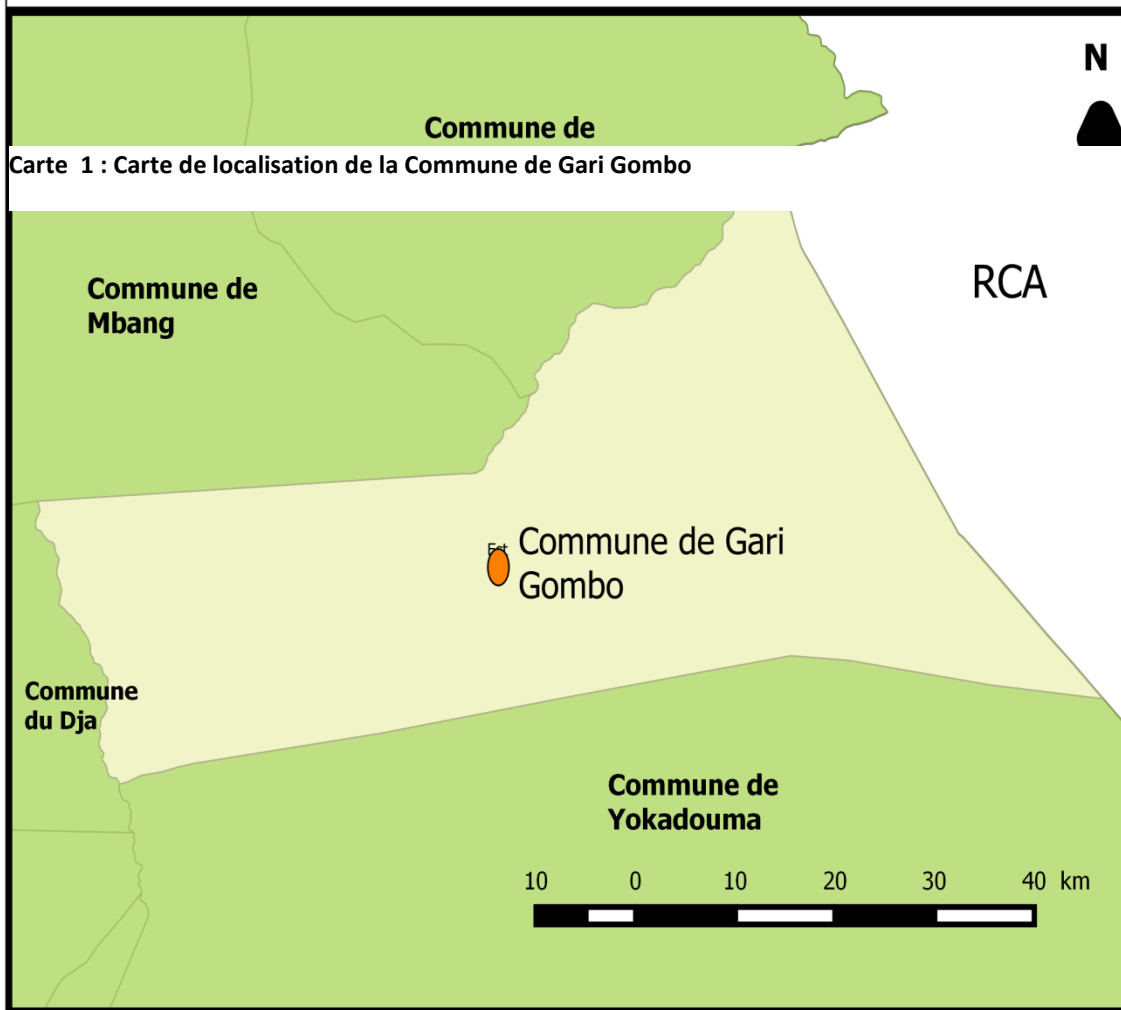 N
Commune de
Carte 1 : Carte de localisation de la Commune de Gari Gombo
RCA
Commune de
Mbang
Est
Commune de Gari
Gombo
Commune
du Dja
Commune de
Yokadouma
10 0 10 20 30 40 km